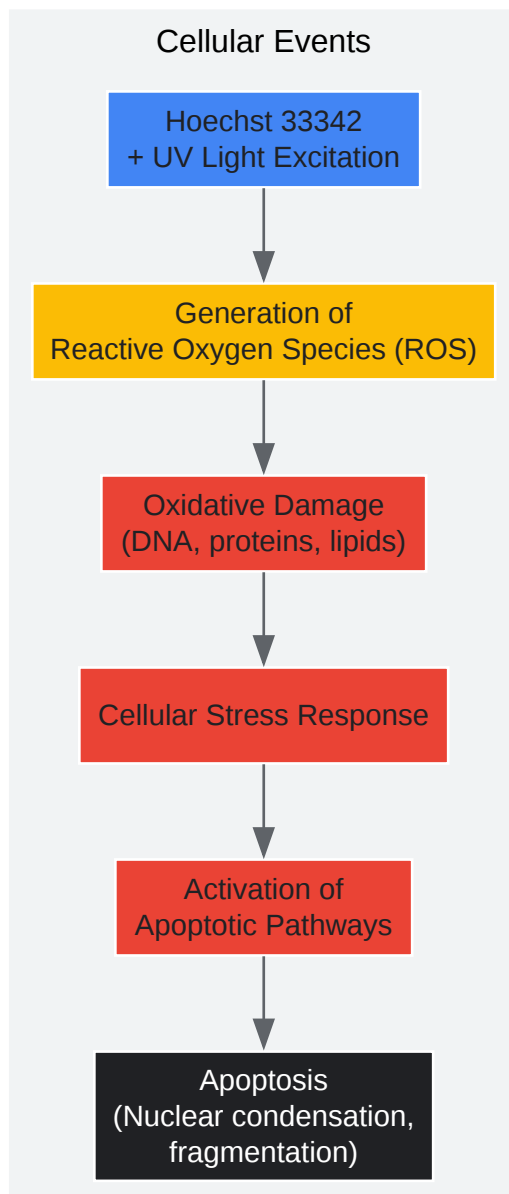 Cellular Events
Hoechst 33342
+ UV Light Excitation
Generation of
Reactive Oxygen Species (ROS)
Oxidative Damage
(DNA, proteins, lipids)
Cellular Stress Response
Activation of
Apoptotic Pathways
Apoptosis
(Nuclear condensation,
fragmentation)